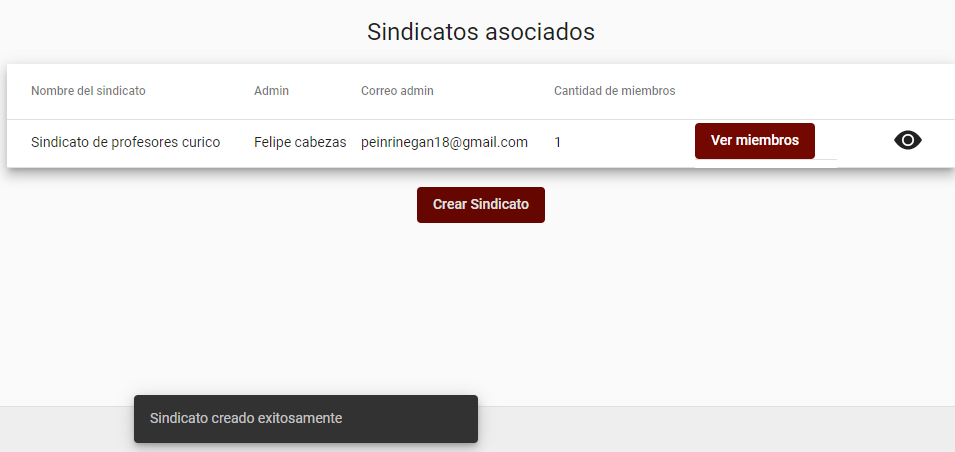 Sindicatos asociados
Nombre del sindicato Admin Correo admin Cantidad de miembros
Sindicato de profesores curico Felipe cabezas peinrinegan18@gmail.com 1 Ver miembros
Crear Sindicato
Sindicato creado exitosamente